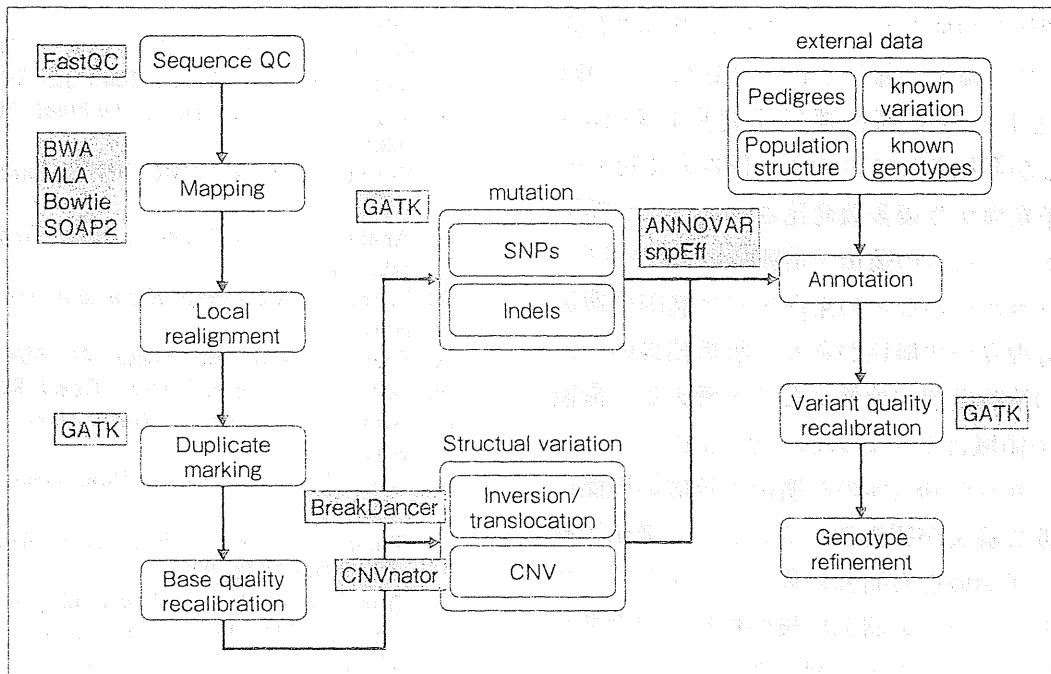 FastQC
Sequence QC
BWA
MLA
Bowtie
SOAP2
Mapping
Local
realignment
GATK
Duplicate
marking
Base quality
recalibration
GATK
mutation
SNPs
Indels
BreakDancer
CNVnator
Structual variation
Inversion/
translocation
CNV
ANNOVAR
snpEff
external data
Pedigrees
known
variation
Population
structure
known
genotypes
Annotation
Variant quality
recalibration
GATK
Genotype
refinement